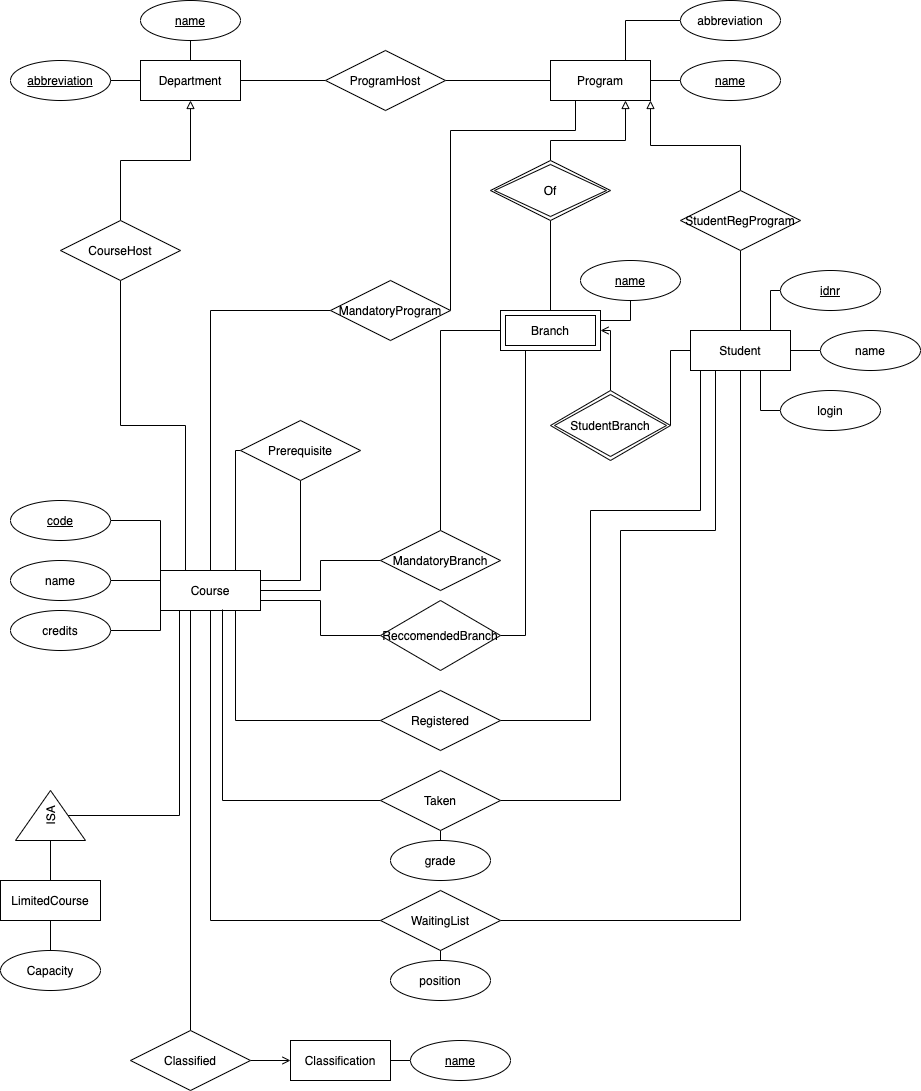 name
abbreviation
abbreviation
Department
ProgramHost
Program
name
Of
StudentRegProgram
CourseHost
name
idnr
MandatoryProgram
Branch
Student
name
login
StudentBranch
Prerequisite
code
MandatoryBranch
name
Course
credits
ReccomendedBranch
Registered
ISA
Taken
grade
LimitedCourse
WaitingList
Capacity
position
Classified
Classification
name